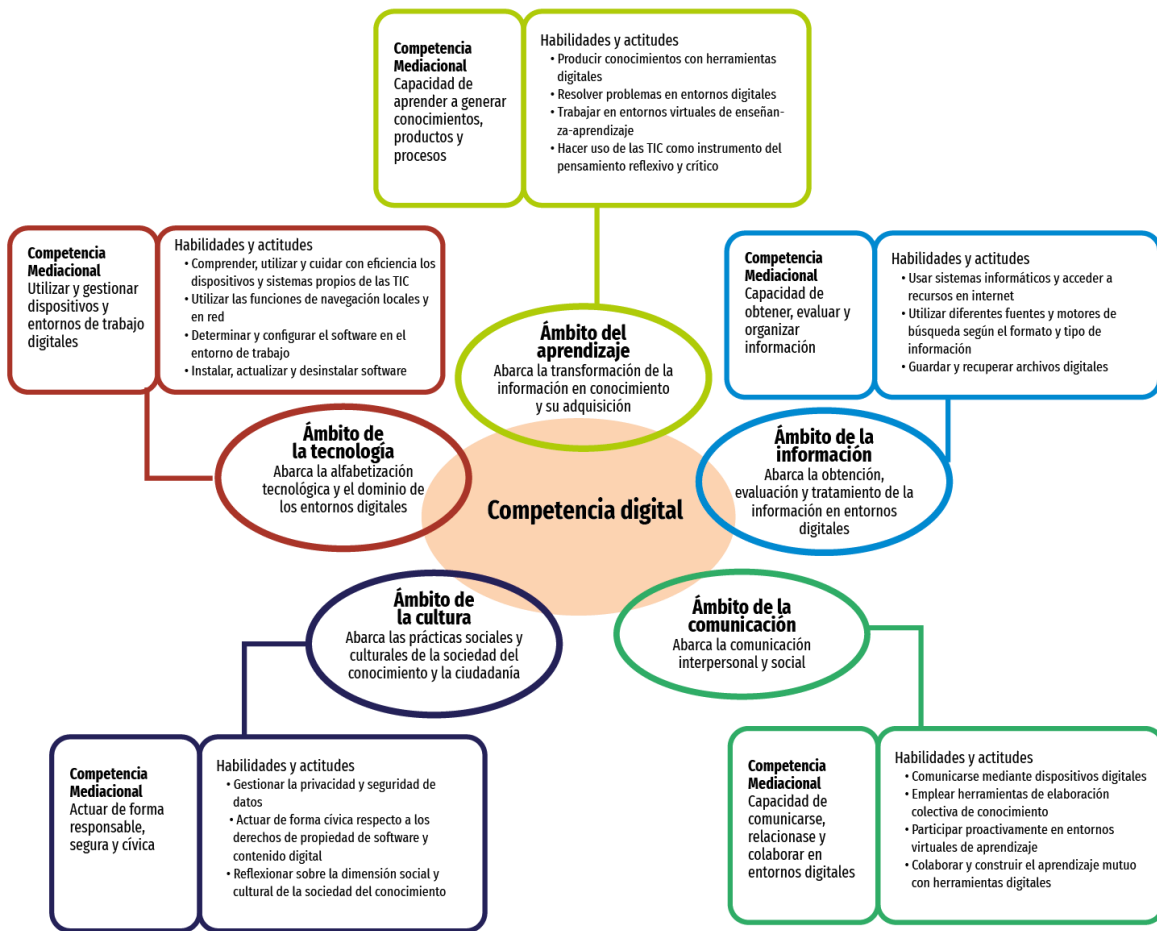 Competencia
Mediacional
Capacidad de
aprender a generar
conocimientos,
productos y
procesos
Habilidades y actitudes
• Producir conocimientos con herramientas
digitales
• Resolver problemas en entornos digitales
• Trabajar en entornos virtuales de enseñan-
za-aprendizaje
• Hacer uso de las TIC como instrumento del
pensamiento reflexivo y crítico
Competencia
Mediacional
Utilizar y gestionar
dispositivos y
entornos de trabajo
digitales
Habilidades y actitudes
• Comprender, utilizar y cuidar con eficiencia los
dispositivos y sistemas propios de las TIC
• Utilizar las funciones de navegación locales y
en red
• Determinar y configurar el software en el
entorno de trabajo
• Instalar, actualizar y desinstalar software
Competencia
Mediacional
Capacidad de
obtener, evaluar y
organizar
información
Habilidades y actitudes
• Usar sistemas informáticos y acceder a
recursos en internet
• Utilizar diferentes fuentes y motores de
búsqueda según el formato y tipo de
información
• Guardar y recuperar archivos digitales
Ámbito del
aprendizaje
Abarca la transformación de la
información en conocimiento
y su adquisición
Ámbito de
la tecnología
Abarca la alfabetización
tecnológica y el dominio de
los entornos digitales
Ámbito de la
información
Abarca la obtención,
evaluación y tratamiento de la
información en entornos
digitales
Competencia digital
Ámbito de
la cultura
Abarca las prácticas sociales y
culturales de la sociedad del
conocimiento y la ciudadanía
Ámbito de la
comunicación
Abarca la comunicación
interpersonal y social
Competencia
Mediacional
Actuar de forma
responsable,
segura y cívica
Habilidades y actitudes
• Gestionar la privacidad y seguridad de
datos
• Actuar de forma cívica respecto a los
derechos de propiedad de software y
contenido digital
• Reflexionar sobre la dimensión social y
cultural de la sociedad del conocimiento
Competencia
Mediacional
Capacidad de
comunicarse,
relacionase y
colaborar en
entornos digitales
Habilidades y actitudes
• Comunicarse mediante dispositivos digitales
• Emplear herramientas de elaboración
colectiva de conocimiento
• Participar proactivamente en entornos
virtuales de aprendizaje
• Colaborar y construir el aprendizaje mutuo
con herramientas digitales